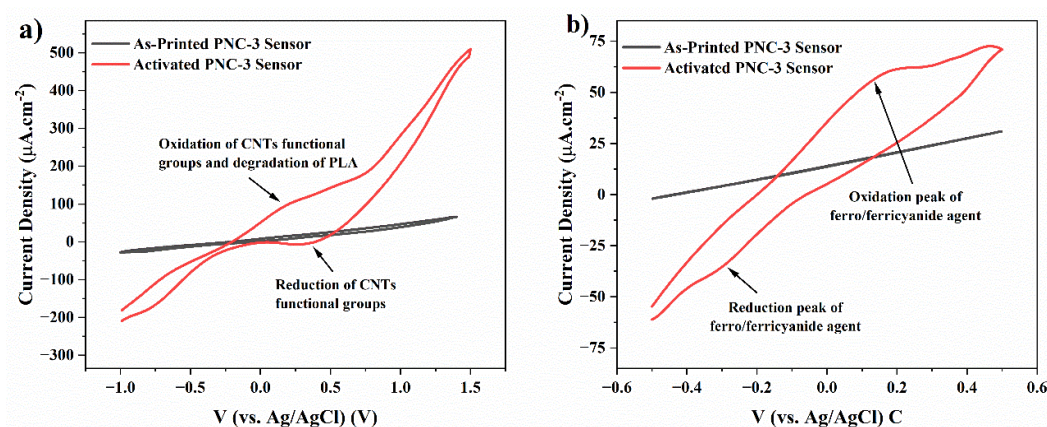 a)
As-Printed PNC-3 Sensor
Activated PNC-3 Sensor
Oxidation of CNTs functional
groups and degradation of PLA
Reduction of CNTs
functional groups
Current Density (μA.cm⁻²)
500
400
300
200
100
0
−100
−200
−300
−1.0
−0.5
0.0
0.5
1.0
1.5
V (vs. Ag/AgCl) (V)
b)
As-Printed PNC-3 Sensor
Activated PNC-3 Sensor
Oxidation peak of
ferro/ferricyanide agent
Reduction peak of
ferro/ferricyanide agent
Current Density (μA.cm⁻²)
75
50
25
0
−25
−50
−75
−0.6
−0.4
−0.2
0.0
0.2
0.4
0.6
V (vs. Ag/AgCl) C